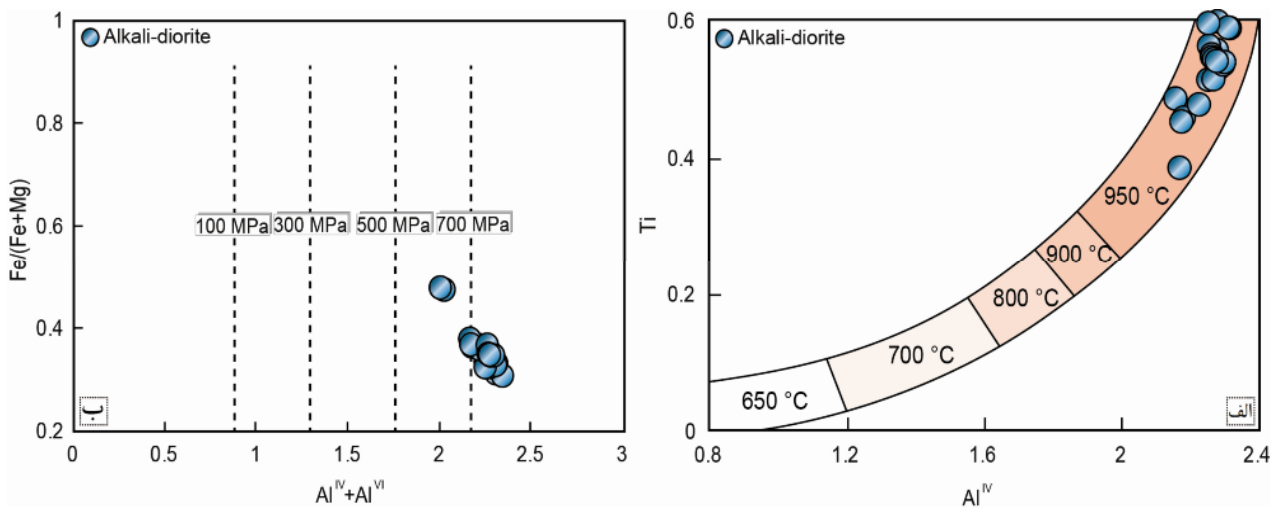 1
0.8
0.6
0.4
0.2
Fe/(Fe+Mg)
Alkali-diorite
100 MPa
300 MPa
500 MPa
700 MPa
ب
0
0.5
1
1.5
2
2.5
3
Al^IV+Al^VI
0.6
0.4
0.2
0
Ti
Alkali-diorite
950 °C
900 °C
800 °C
700 °C
650 °C
الف
0.8
1.2
1.6
2
2.4
Al^IV